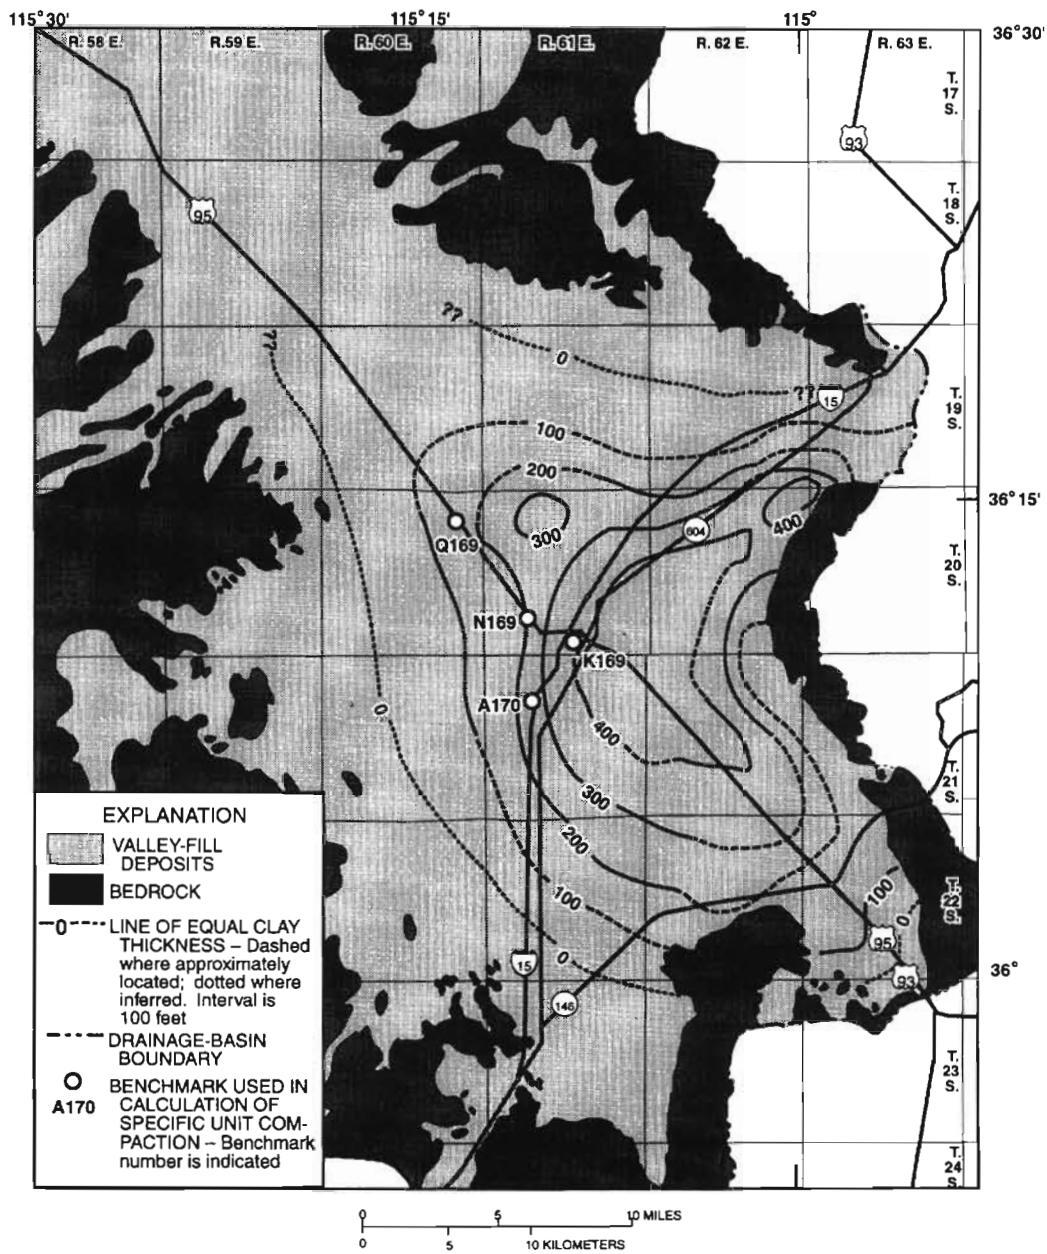 115°30'
115°15'
115°
R. 58 E.
R. 59 E.
R. 60 E.
R. 61 E.
R. 62 E.
R. 63 E.
36°30'
T.
17
S.
93
T.
18
S.
95
??
??
0
??
15
T.
19
S.
100
200
36°15'
300
400
604
Q169
T.
20
S.
N169
K169
A170
0
400
T.
21
S.
300
200
100
100
0
T.
22
S.
95
0
15
93
36°
146
T.
23
S.
T.
24
S.
EXPLANATION
VALLEY-FILL
DEPOSITS
BEDROCK
0 LINE OF EQUAL CLAY
THICKNESS – Dashed
where approximately
located; dotted where
inferred. Interval is
100 feet
DRAINAGE-BASIN
BOUNDARY
BENCHMARK USED IN
A170 CALCULATION OF
SPECIFIC UNIT COM-
PACTION – Benchmark
number is indicated
0 5 10 MILES
0 5 10 KILOMETERS